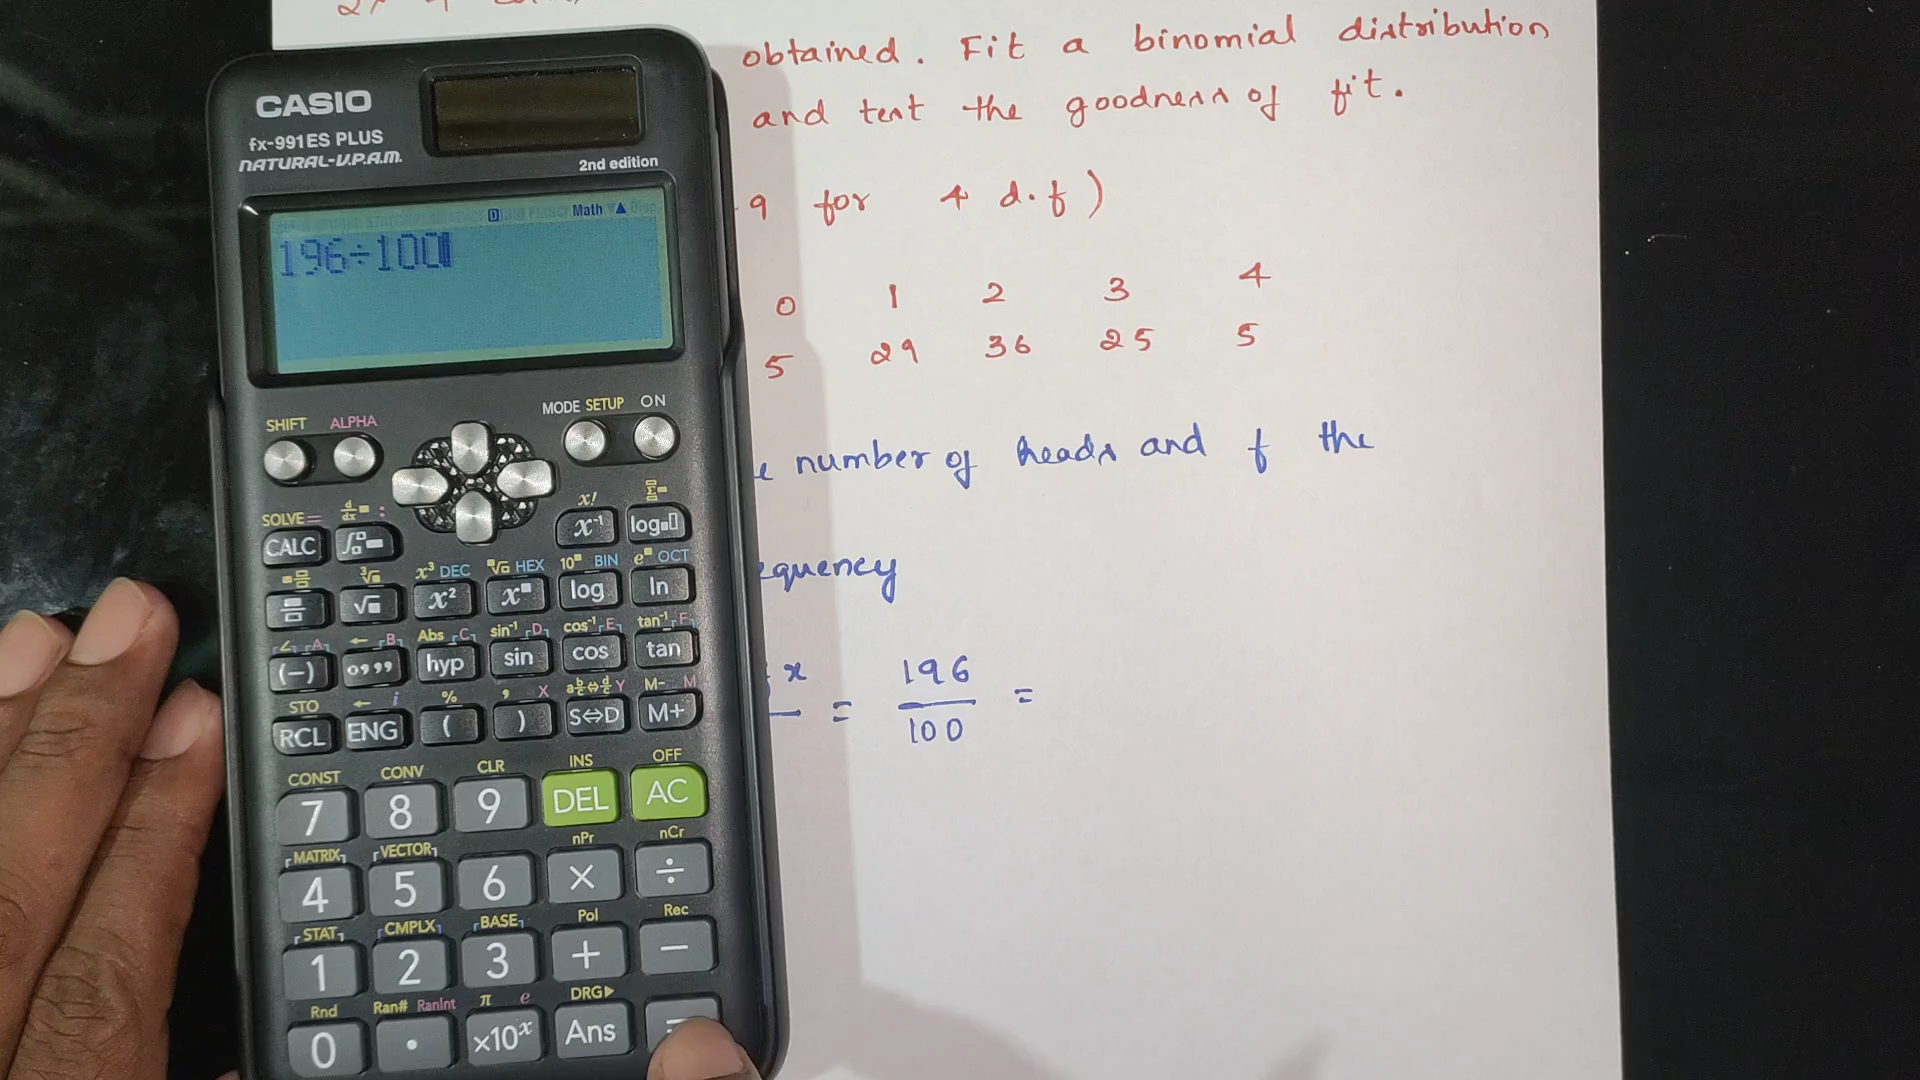 obtained. Fit a binomial distribution
and test the goodness of fit.
CASIO
fx-991ES PLUS
NATURAL-V.P.A.M.
2nd edition
9 for 4 d.f)
D Math ▲
196÷100
0 1 2 3 4
5 29 36 25 5
MODE SETUP ON
SHIFT ALPHA
number of heads and f the
x!
SOLVE = d/dx :
CALC x⁻¹ log
x³ DEC HEX 10 BIN e OCT
x² log ln
equency
∠ A ← B Abs C sin⁻¹ D cos⁻¹ E tan⁻¹ F
(−) hyp sin cos tan
x = 196/100 =
STO ← i % , X Y M- M
RCL ENG ( ) S⇔D M+
CONST CONV CLR INS OFF
7 8 9 DEL AC
MATRIX VECTOR nPr nCr
4 5 6 × ÷
STAT CMPLX BASE Pol Rec
1 2 3 + −
Rnd Ran# RanInt π e DRG▶
0 . ×10ˣ Ans =